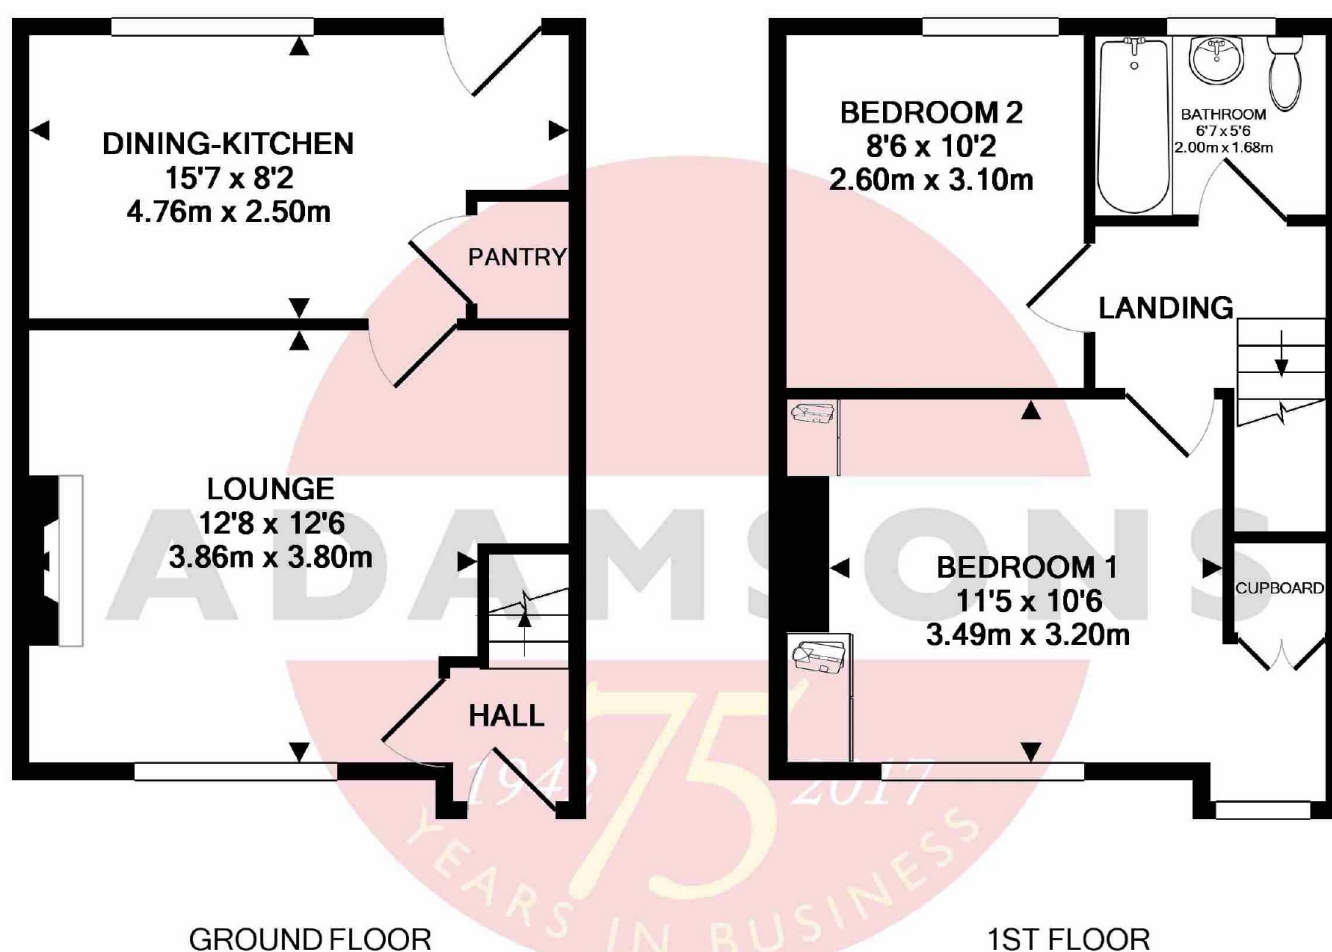 DINING-KITCHEN
15'7 x 8'2
4.76m x 2.50m
PANTRY
LOUNGE
12'8 x 12'6
3.86m x 3.80m
HALL
GROUND FLOOR
BEDROOM 2
8'6 x 10'2
2.60m x 3.10m
BATHROOM
6'7 x 5'6
2.00m x 1.68m
LANDING
BEDROOM 1
11'5 x 10'6
3.49m x 3.20m
CUPBOARD
1ST FLOOR
ADAMSONS
1942 75 2017
YEARS IN BUSINESS